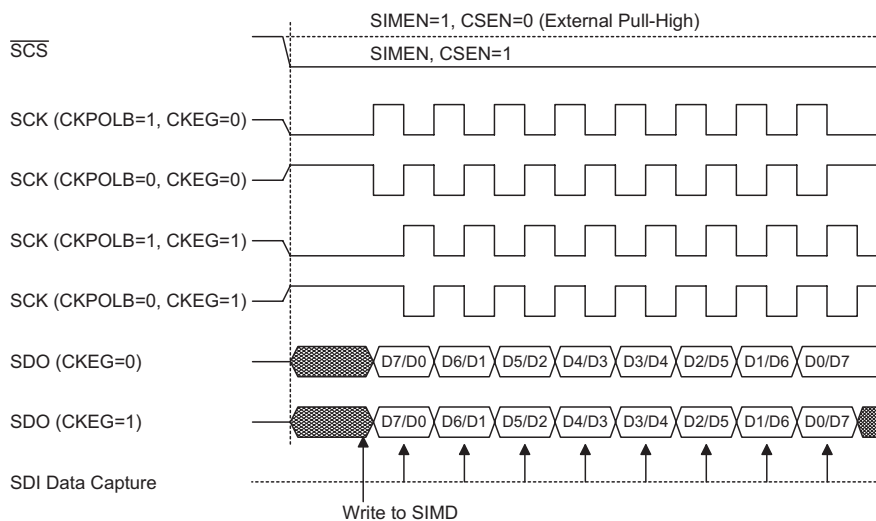 SIMEN=1, CSEN=0 (External Pull-High)
SCS
SIMEN, CSEN=1
SCK (CKPOLB=1, CKEG=0)
SCK (CKPOLB=0, CKEG=0)
SCK (CKPOLB=1, CKEG=1)
SCK (CKPOLB=0, CKEG=1)
SDO (CKEG=0) D7/D0 D6/D1 D5/D2 D4/D3 D3/D4 D2/D5 D1/D6 D0/D7
SDO (CKEG=1) D7/D0 D6/D1 D5/D2 D4/D3 D3/D4 D2/D5 D1/D6 D0/D7
SDI Data Capture
Write to SIMD